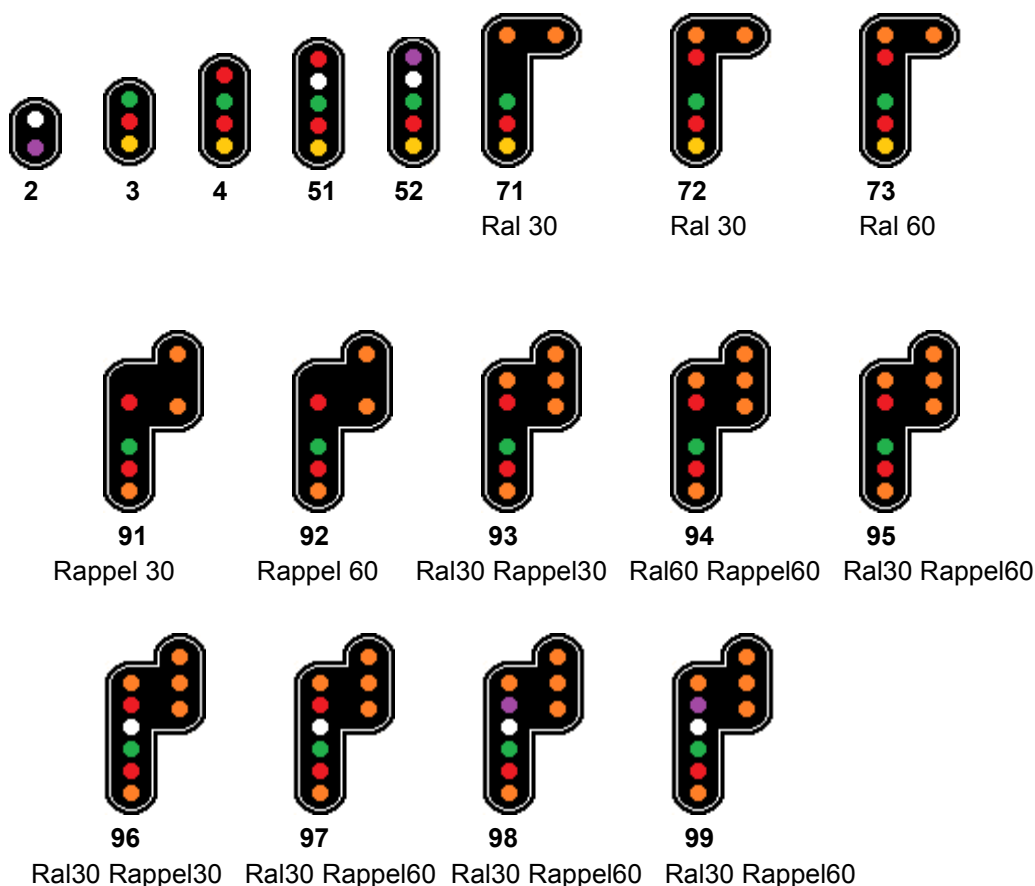 2 3 4 51 52 71 72 73
Ral 30 Ral 30 Ral 60
91 92 93 94 95
Rappel 30 Rappel 60 Ral30 Rappel30 Ral60 Rappel60 Ral30 Rappel60
96 97 98 99
Ral30 Rappel30 Ral30 Rappel60 Ral30 Rappel60 Ral30 Rappel60